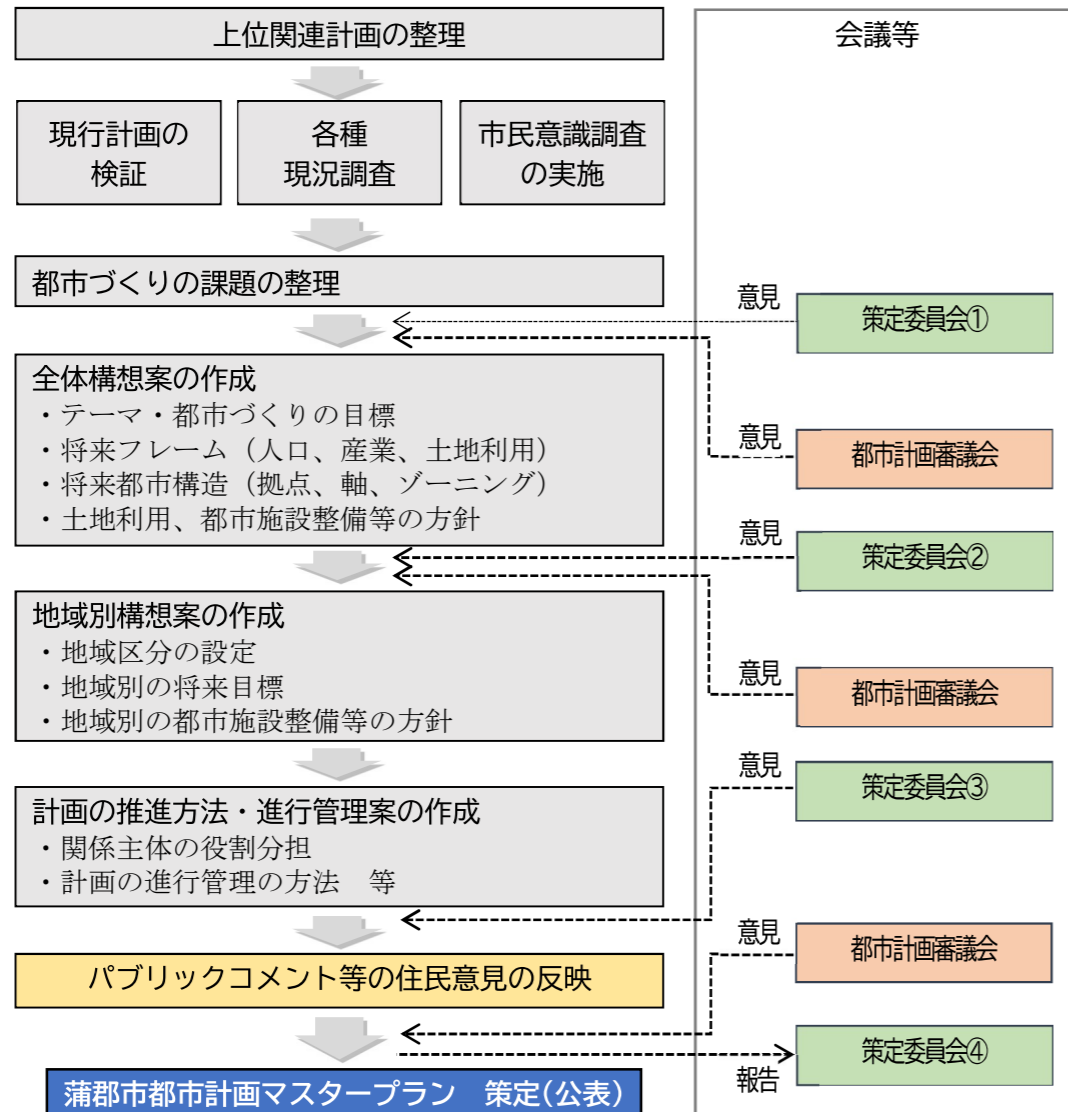 上位関連計画の整理
現行計画の
検証
各種
現況調査
市民意識調査
の実施
都市づくりの課題の整理
全体構想案の作成
・テーマ・都市づくりの目標
・将来フレーム（人口、産業、土地利用）
・将来都市構造（拠点、軸、ゾーニング）
・土地利用、都市施設整備等の方針
地域別構想案の作成
・地域区分の設定
・地域別の将来目標
・地域別の都市施設整備等の方針
計画の推進方法・進行管理案の作成
・関係主体の役割分担
・計画の進行管理の方法　等
パブリックコメント等の住民意見の反映
蒲郡市都市計画マスタープラン　策定(公表)
会議等
意見
策定委員会①
意見
都市計画審議会
意見
策定委員会②
意見
都市計画審議会
意見
策定委員会③
意見
都市計画審議会
策定委員会④
報告